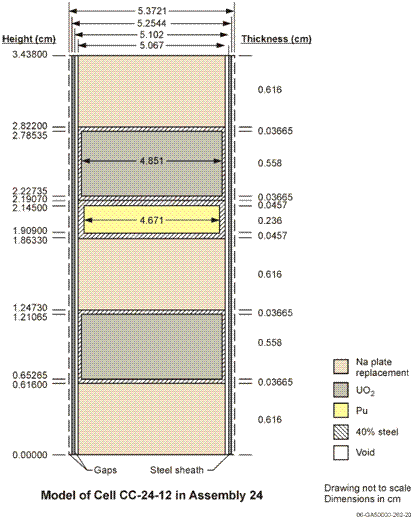 5.3721
5.2544
5.102
5.067
Height (cm)
Thickness (cm)
3.43800
0.616
2.82200
0.03665
2.78535
4.851
0.558
2.22735
0.03665
2.19070
0.0457
2.14500
4.671
0.236
1.90900
0.0457
1.86330
0.616
1.24730
0.03665
1.21065
0.558
0.65265
0.03665
0.61600
0.616
0.00000
Na plate
replacement
UO2
Pu
40% steel
Void
Gaps
Steel sheath
Model of Cell CC-24-12 in Assembly 24
Drawing not to scale
Dimensions in cm